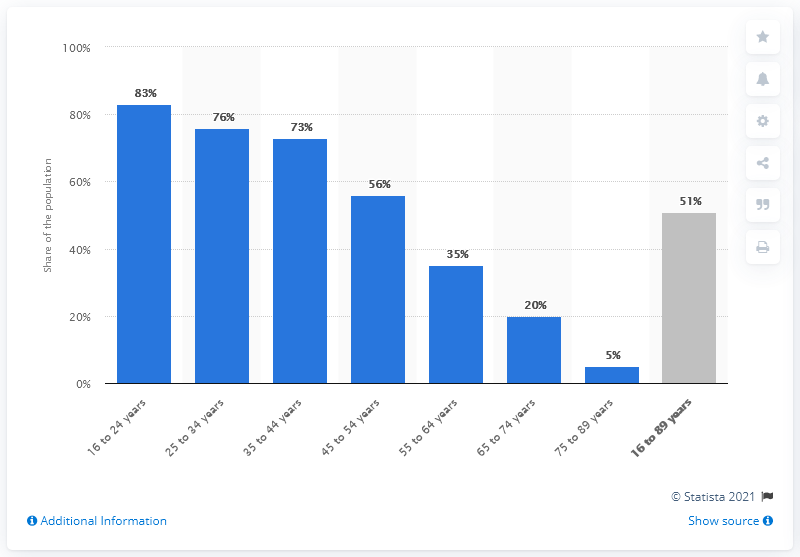 100%
80%
60%
40%
20%
0%
Share of the population
83%
76%
73%
56%
35%
20%
5%
51%
16 to 24 years
25 to 34 years
35 to 44 years
45 to 54 years
55 to 64 years
65 to 74 years
75 to 89 years
16 to 89 years
© Statista 2021
Additional Information
Show source